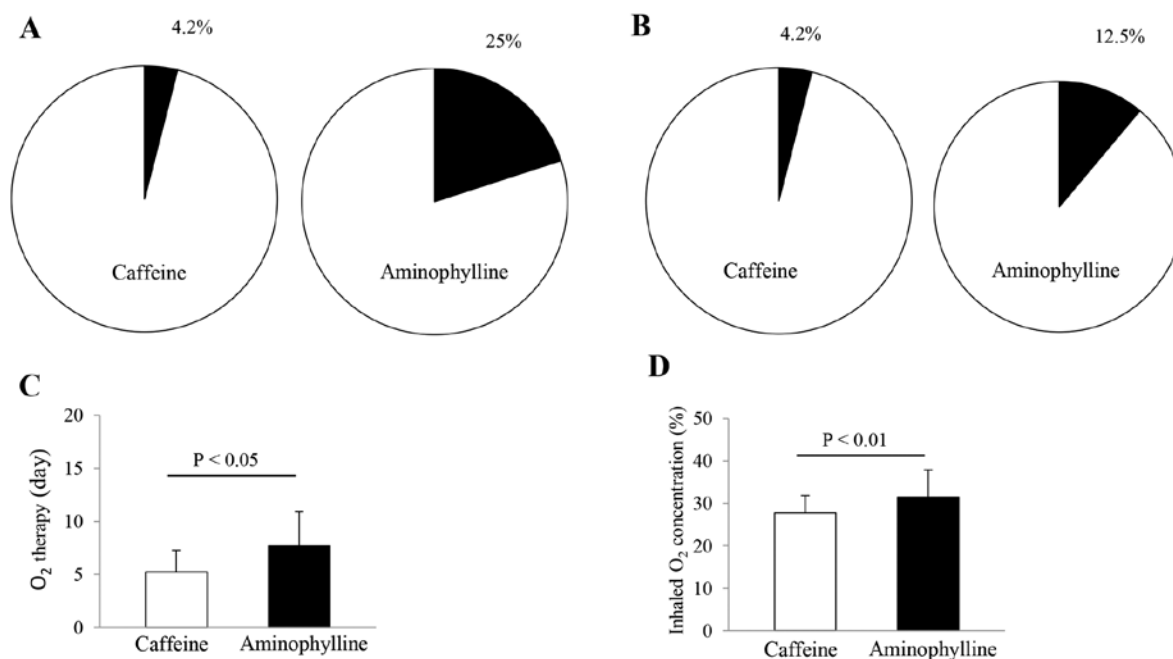 A
4.2%
25%
Caffeine
Aminophylline
B
4.2%
12.5%
Caffeine
Aminophylline
C
O₂ therapy (day)
20
15
10
5
0
P < 0.05
Caffeine
Aminophylline
D
Inhaled O₂ concentration (%)
50
40
30
20
10
0
P < 0.01
Caffeine
Aminophylline